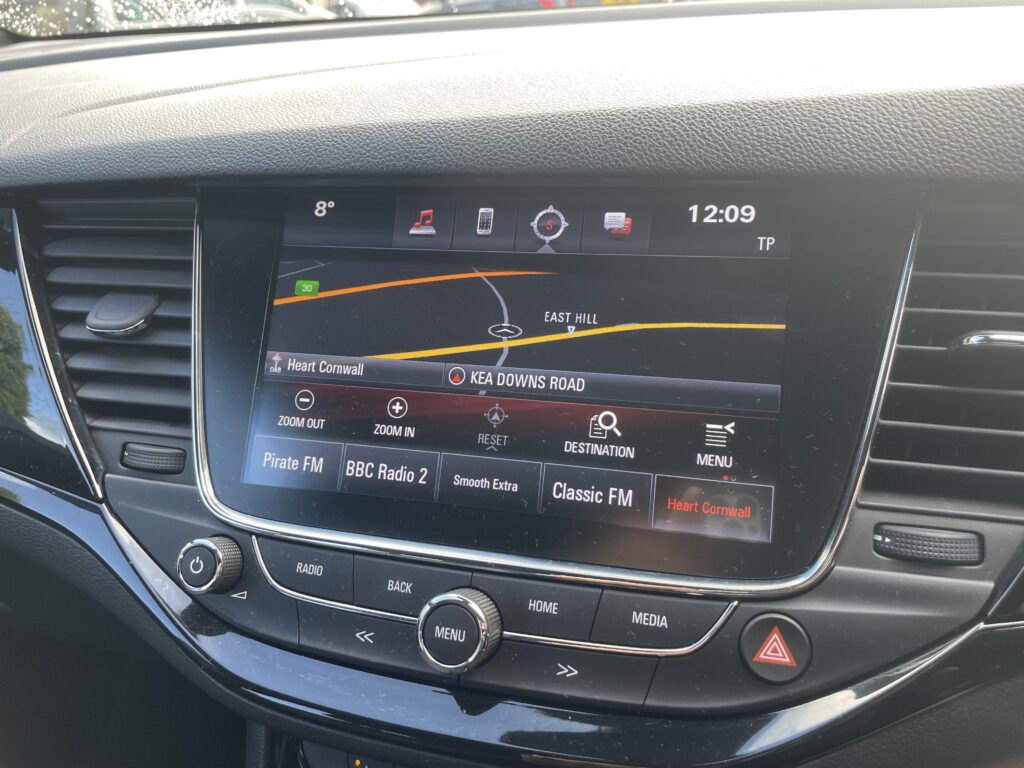 8°
S
12:09
TP
30
EAST HILL
DAB
Heart Cornwall
KEA DOWNS ROAD
ZOOM OUT
ZOOM IN
RESET
DESTINATION
MENU
Pirate FM
BBC Radio 2
Smooth Extra
Classic FM
Heart Cornwall
RADIO
BACK
HOME
MEDIA
<<
MENU
>>